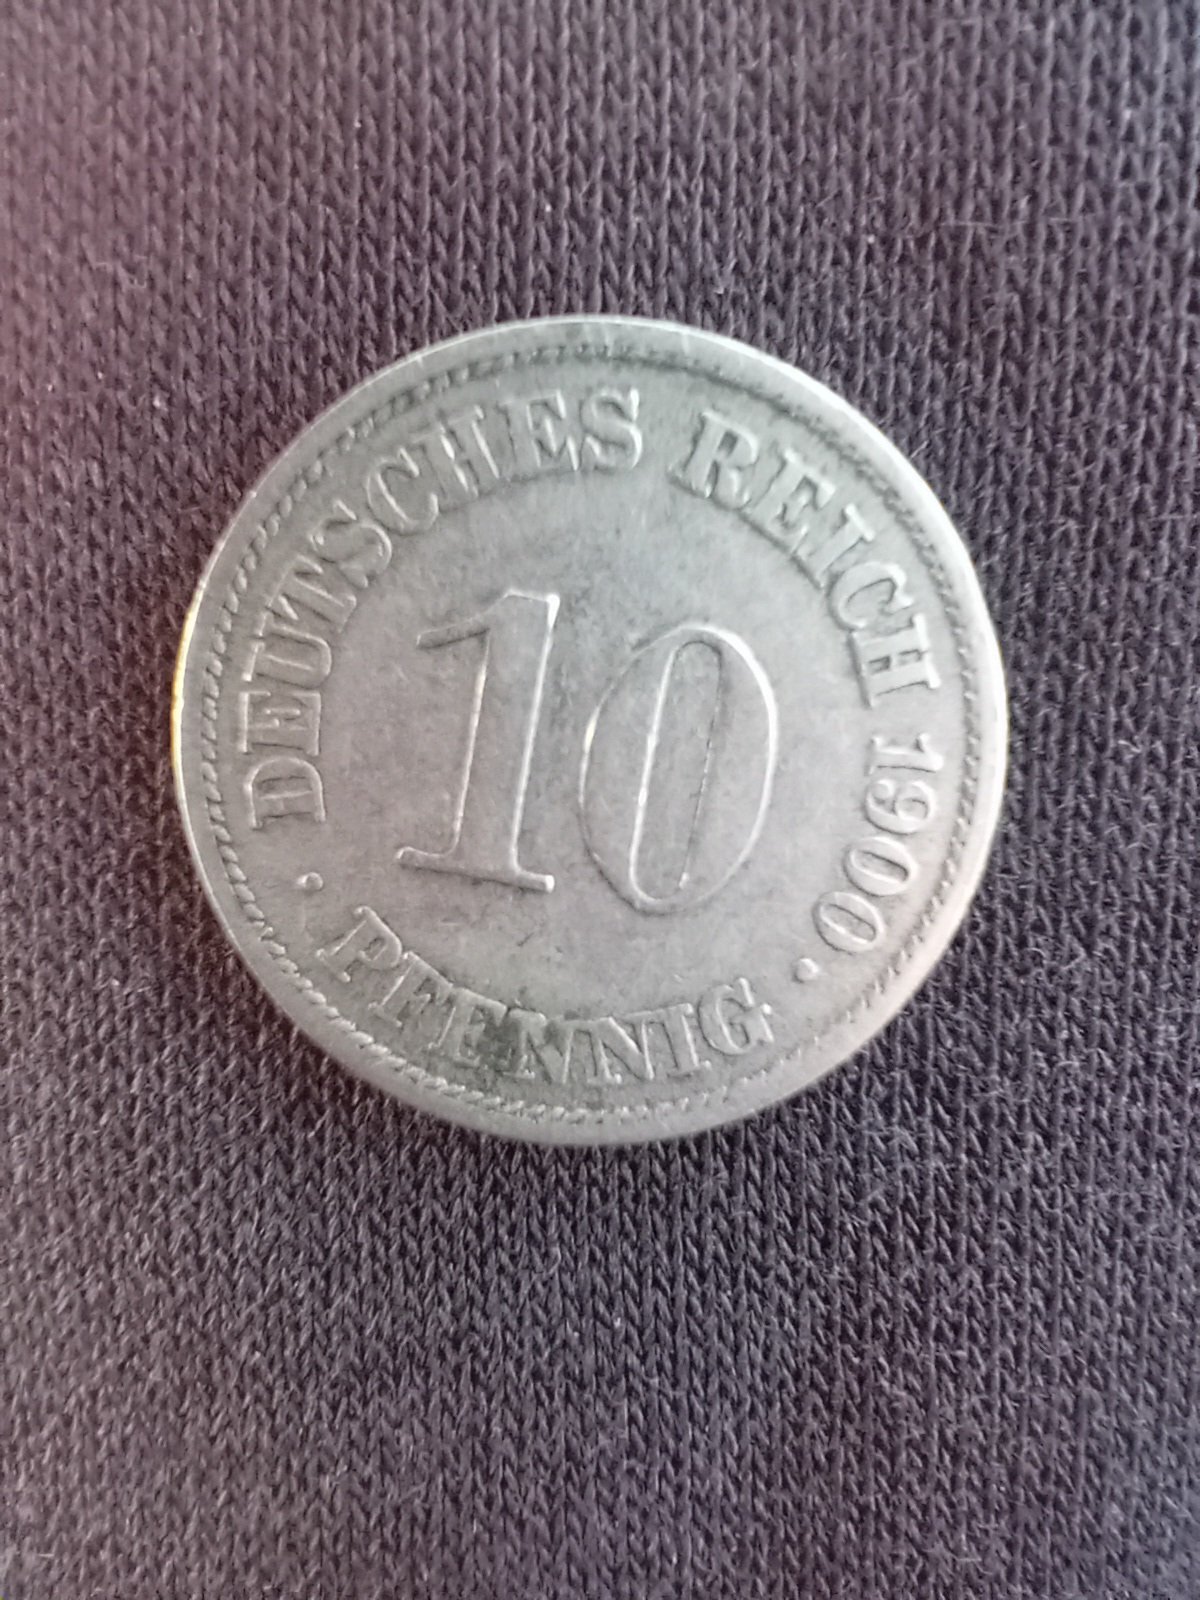 DEUTSCHES REICH 1900
10
• PFENNIG •